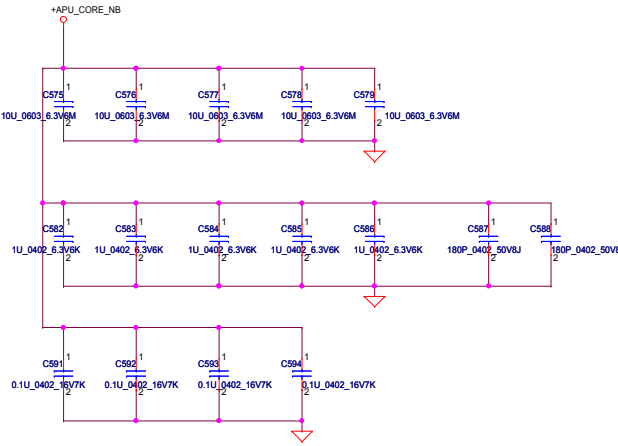 +APU_CORE_NB
1 1 1 1 1
C575 C576 C577 C578 C579
10U_0603_6.3V6M 10U_0603_6.3V6M 10U_0603_6.3V6M 10U_0603_6.3V6M 10U_0603_6.3V6M
2 2 2 2 2
1 1 1 1 1 1 1
C582 C583 C584 C585 C586 C587 C588
1U_0402_6.3V6K 1U_0402_6.3V6K 1U_0402_6.3V6K 1U_0402_6.3V6K 1U_0402_6.3V6K 180P_0402_50V8J 180P_0402_50V8
2 2 2 2 2 2 2
1 1 1 1
C591 C592 C593 C594
0.1U_0402_16V7K 0.1U_0402_16V7K 0.1U_0402_16V7K 0.1U_0402_16V7K
2 2 2 2